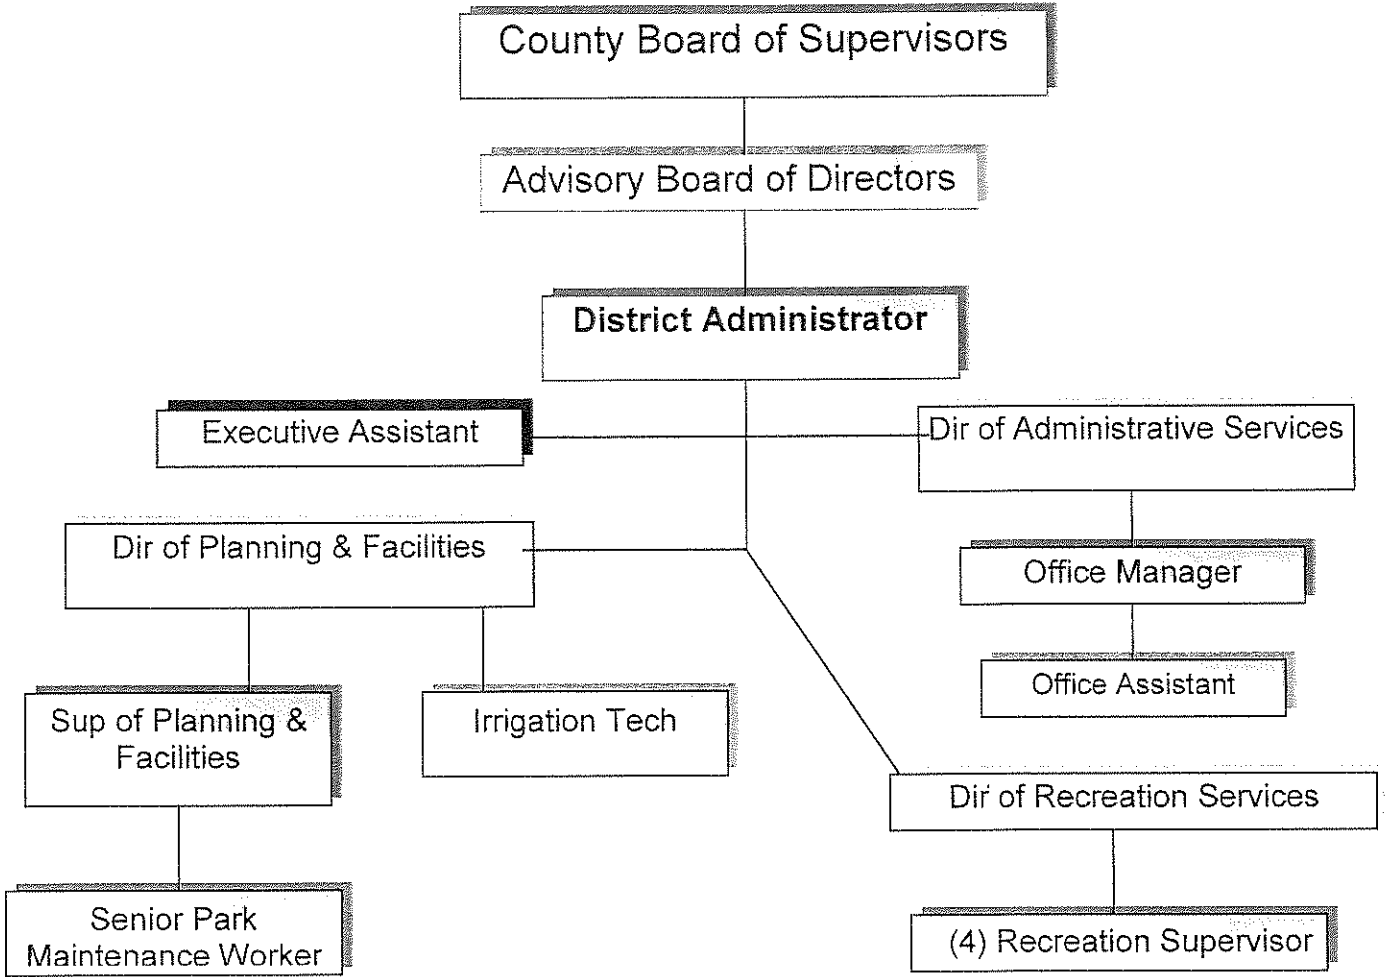 County Board of Supervisors
Advisory Board of Directors
District Administrator
Executive Assistant
Dir of Administrative Services
Dir of Planning & Facilities
Office Manager
Office Assistant
Sup of Planning &
Facilities
Irrigation Tech
Dir of Recreation Services
Senior Park
Maintenance Worker
(4) Recreation Supervisor